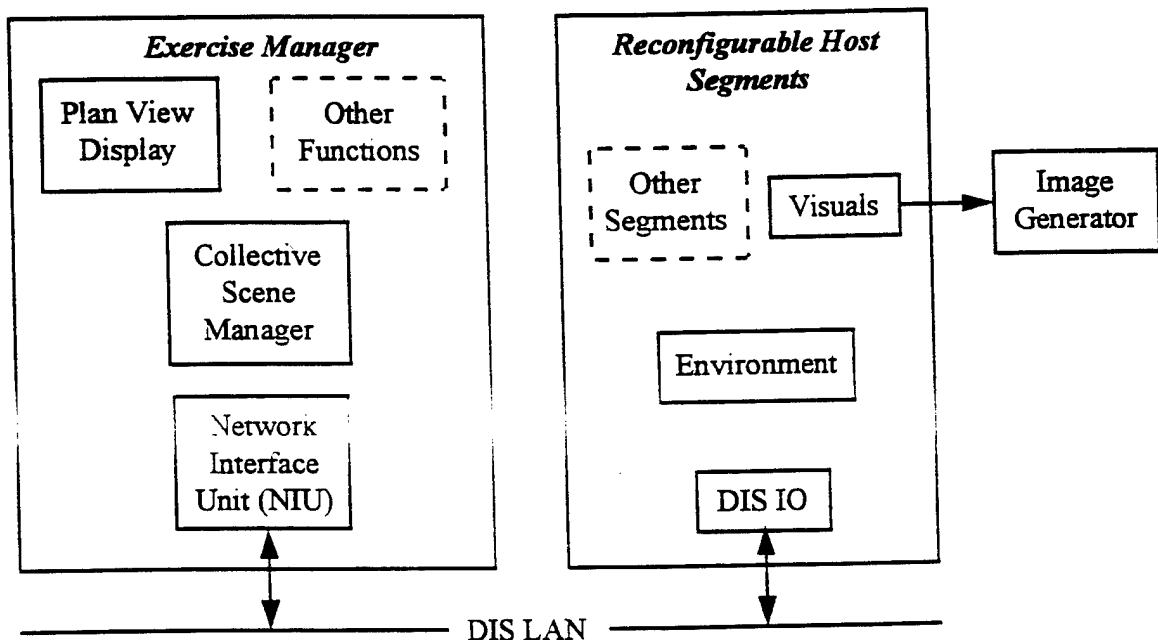 Exercise Manager
Plan View
Display
Other
Functions
Collective
Scene
Manager
Network
Interface
Unit (NIU)
Reconfigurable Host
Segments
Other
Segments
Visuals
Environment
DIS IO
Image
Generator
DIS LAN